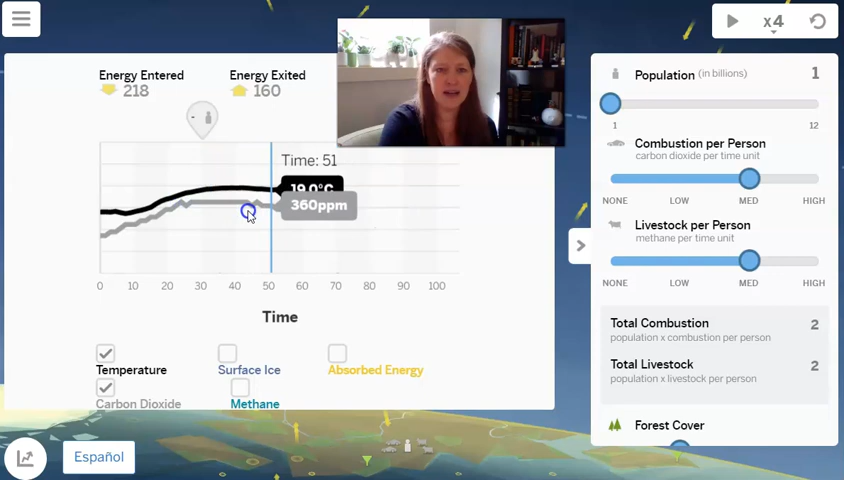 x4
Energy Entered
218
Energy Exited
160
Population (in billions)
1
1
12
Combustion per Person
carbon dioxide per time unit
NONE
LOW
MED
HIGH
Livestock per Person
methane per time unit
NONE
LOW
MED
HIGH
Total Combustion
2
population x combustion per person
Total Livestock
2
population x livestock per person
Forest Cover
Time: 51
19.0°C
360ppm
0 10 20 30 40 50 60 70 80 90 100
Time
Temperature
Surface Ice
Absorbed Energy
Carbon Dioxide
Methane
Español